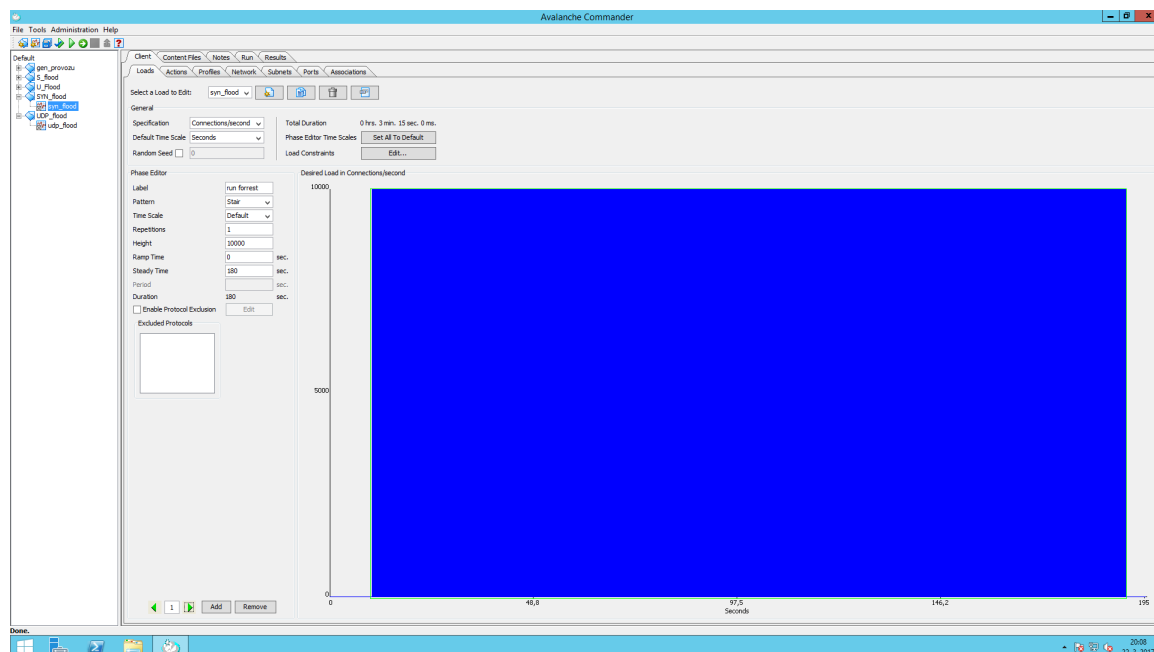 Avalanche Commander
File Tools Administration Help
Default
gen_provozu
S_flood
U_Flood
SYN_flood
syn_flood
UDP_flood
udp_flood
Client Content Files Notes Run Results
Loads Actions Profiles Network Subnets Ports Associations
Select a Load to Edit: syn_flood
General
Specification Connections/second Total Duration 0 hrs. 3 min. 15 sec. 0 ms.
Default Time Scale Seconds Phase Editor Time Scales Set All To Default
Random Seed 0 Load Constraints Edit...
Phase Editor
Label run forrest
Pattern Stair
Time Scale Default
Repetitions 1
Height 10000
Ramp Time 0 sec.
Steady Time 180 sec.
Period sec.
Duration 180 sec.
Enable Protocol Exclusion Edit
Excluded Protocols
1 Add Remove
Desired Load in Connections/second
10000
5000
0
0 48,8 97,5 146,2 195
Seconds
Done.
20:08